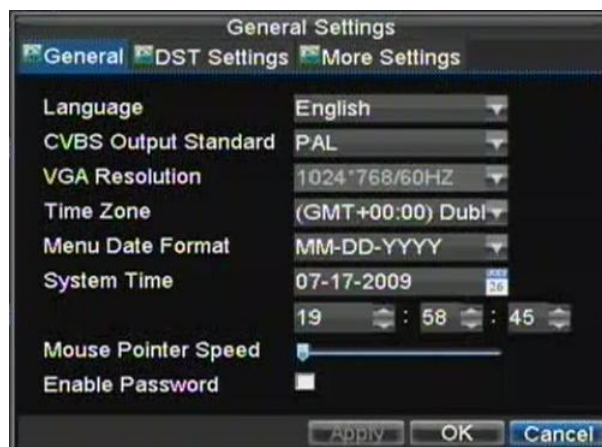 General Settings
General DST Settings More Settings
Language English
CVBS Output Standard PAL
VGA Resolution 1024*768/60HZ
Time Zone (GMT+00:00) Dubl
Menu Date Format MM-DD-YYYY
System Time 07-17-2009
26
19 : 58 : 45
Mouse Pointer Speed
Enable Password
Apply OK Cancel